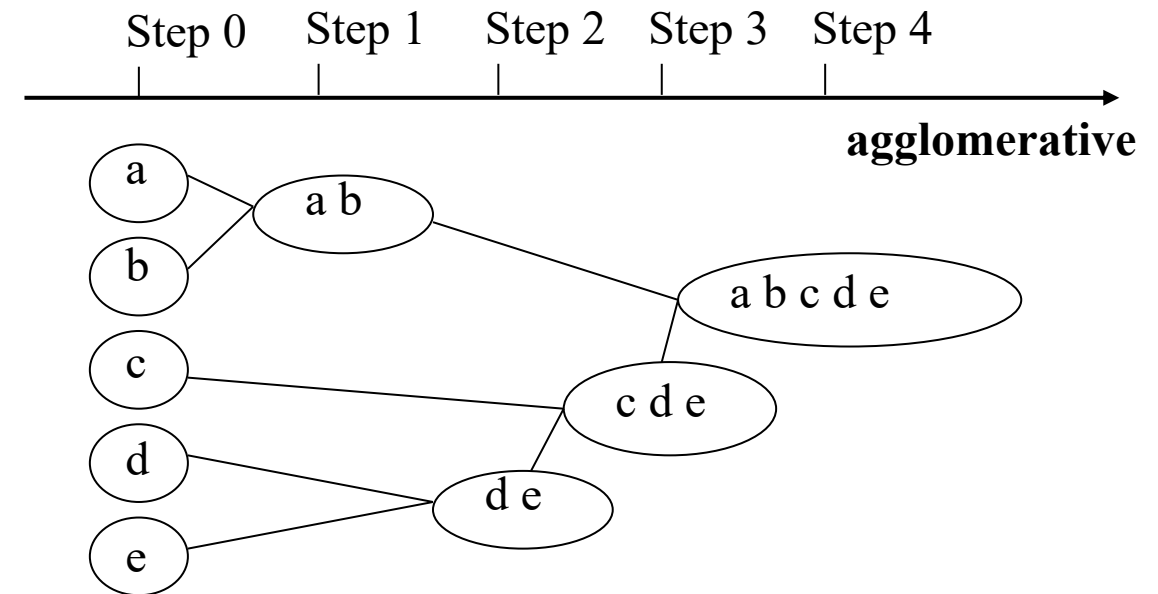 Step 0 Step 1 Step 2 Step 3 Step 4
agglomerative
a
a b
b
a b c d e
c
c d e
d
d e
e